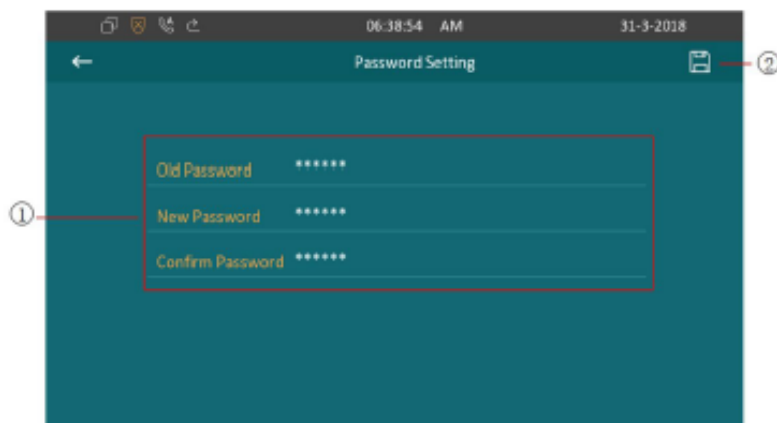 06:38:54 AM 31-3-2018
Password Setting
②
Old Password ******
① New Password ******
Confirm Password ******